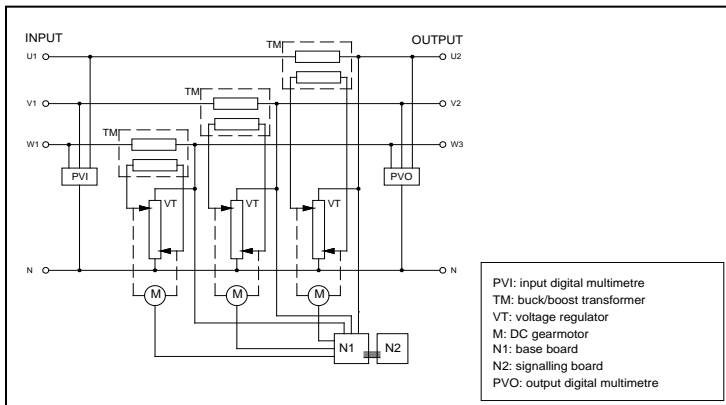 INPUT
TM
OUTPUT
U1
U2
TM
V1
V2
TM
W1
W3
PVI
PVO
VT
VT
VT
N
N
M
M
M
N1
N2
PVI: input digital multimetre
TM: buck/boost transformer
VT: voltage regulator
M: DC gearmotor
N1: base board
N2: signalling board
PVO: output digital multimetre